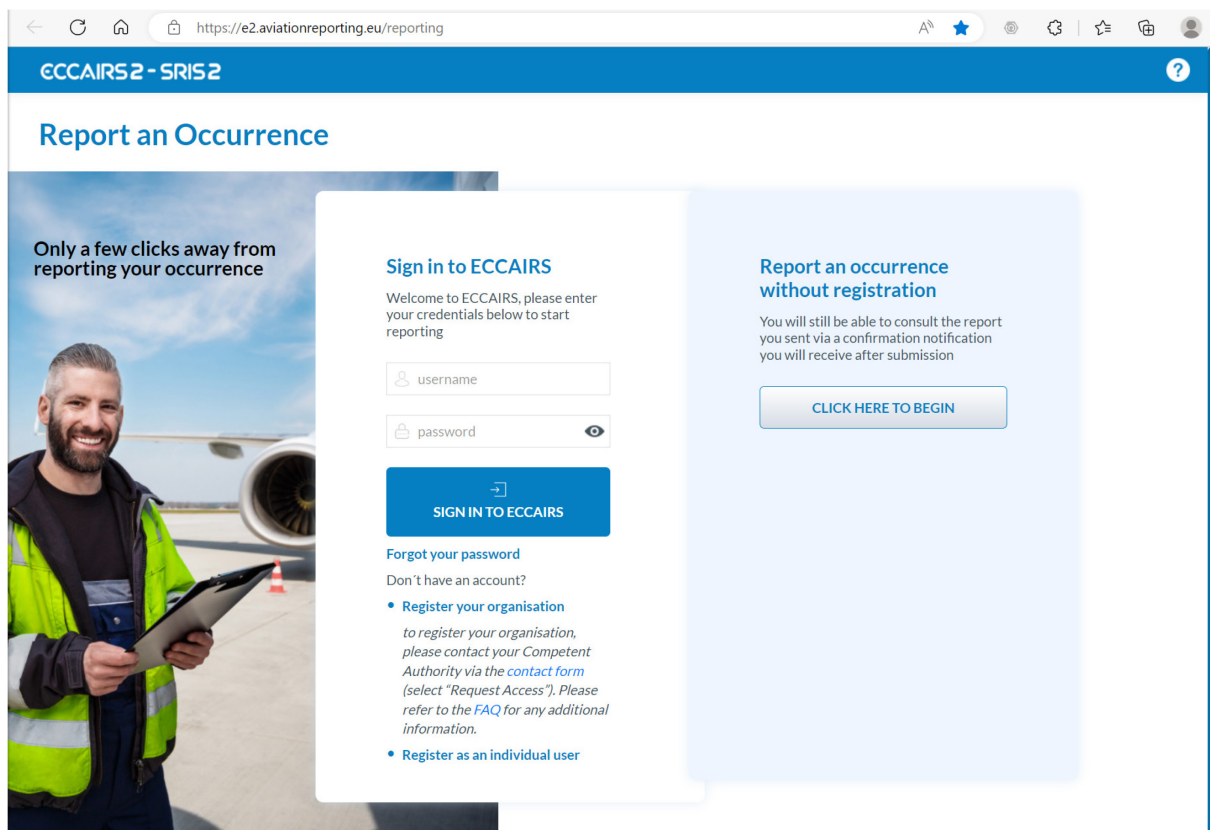 https://e2.aviationreporting.eu/reporting
ECCAIRS 2 - SRIS 2
?
Report an Occurrence
Only a few clicks away from
reporting your occurrence
Sign in to ECCAIRS
Welcome to ECCAIRS, please enter
your credentials below to start
reporting
username
password
SIGN IN TO ECCAIRS
Forgot your password
Don´t have an account?
• Register your organisation
to register your organisation,
please contact your Competent
Authority via the contact form
(select “Request Access”). Please
refer to the FAQ for any additional
information.
• Register as an individual user
Report an occurrence
without registration
You will still be able to consult the report
you sent via a confirmation notification
you will receive after submission
CLICK HERE TO BEGIN